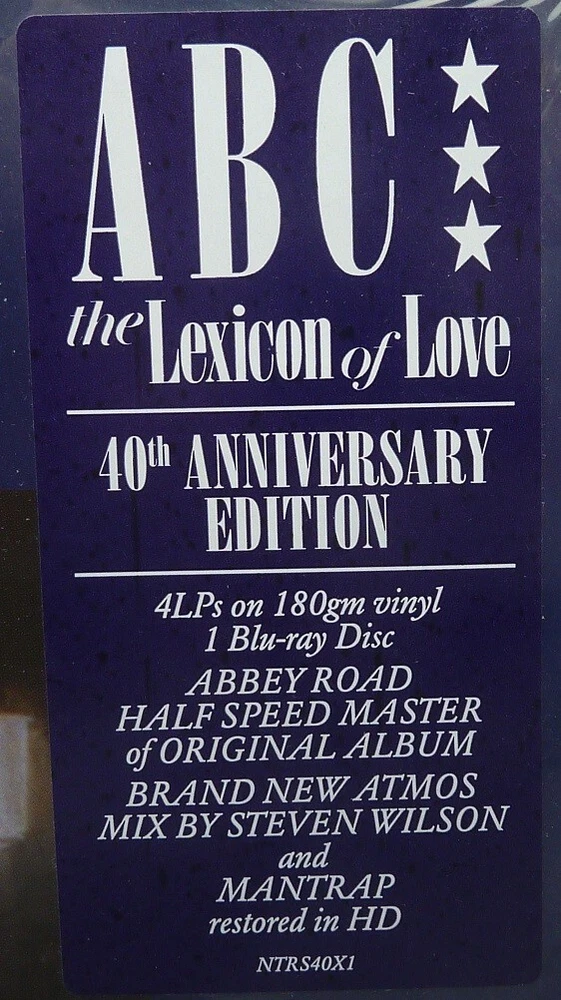 ABC
the Lexicon of Love
40th ANNIVERSARY
EDITION
4LPs on 180gm vinyl
1 Blu-ray Disc
ABBEY ROAD
HALF SPEED MASTER
of ORIGINAL ALBUM
BRAND NEW ATMOS
MIX BY STEVEN WILSON
and
MANTRAP
restored in HD
NTRS40X1